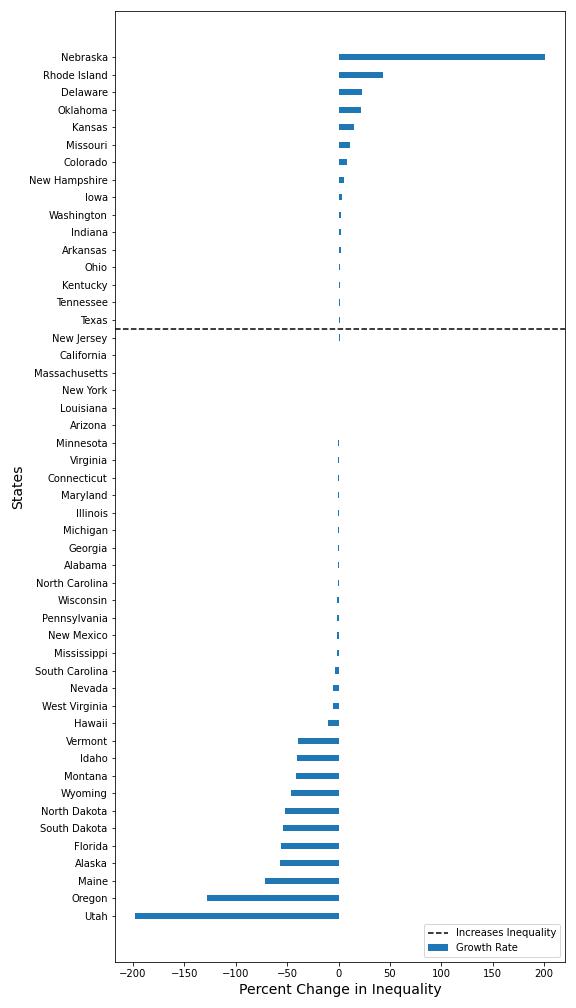 Nebraska
Rhode Island
Delaware
Oklahoma
Kansas
Missouri
Colorado
New Hampshire
Iowa
Washington
Indiana
Arkansas
Ohio
Kentucky
Tennessee
Texas
New Jersey
California
Massachusetts
New York
Louisiana
Arizona
Minnesota
Virginia
Connecticut
Maryland
Illinois
Michigan
Georgia
Alabama
North Carolina
Wisconsin
Pennsylvania
New Mexico
Mississippi
South Carolina
Nevada
West Virginia
Hawaii
Vermont
Idaho
Montana
Wyoming
North Dakota
South Dakota
Florida
Alaska
Maine
Oregon
Utah
States
Increases Inequality
Growth Rate
−200 −150 −100 −50 0 50 100 150 200
Percent Change in Inequality